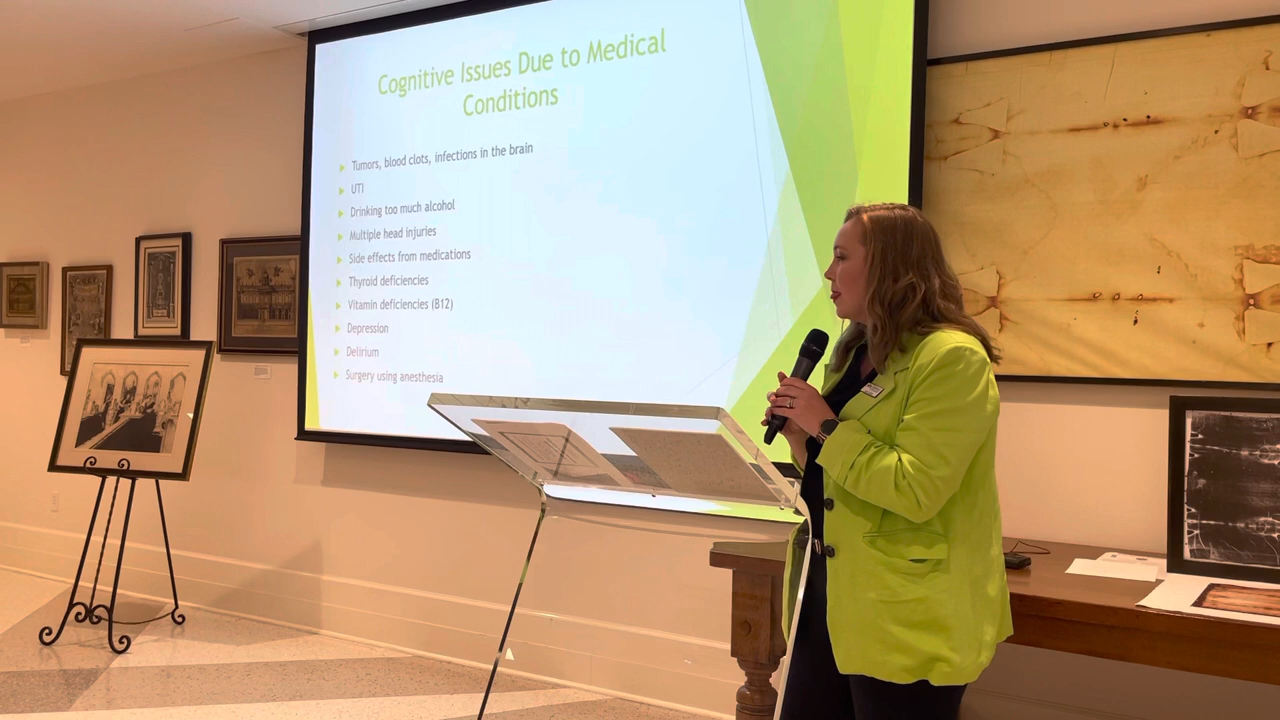 Cognitive Issues Due to Medical
Conditions
Tumors, blood clots, infections in the brain
UTI
Drinking too much alcohol
Multiple head injuries
Side effects from medications
Thyroid deficiencies
Vitamin deficiencies (B12)
Depression
Delirium
Surgery using anesthesia